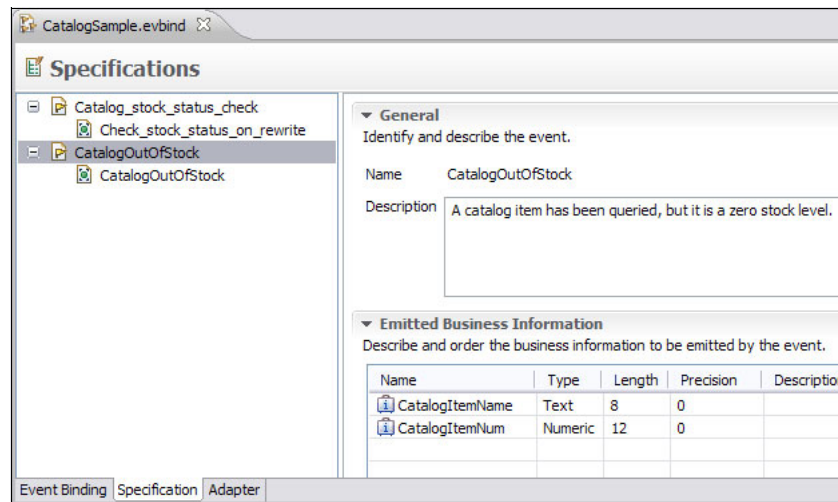 CatalogSample.evbind
Specifications
Catalog_stock_status_check
Check_stock_status_on_rewrite
CatalogOutOfStock
CatalogOutOfStock
General
Identify and describe the event.
Name CatalogOutOfStock
Description A catalog item has been queried, but it is a zero stock level.
Emitted Business Information
Describe and order the business information to be emitted by the event.
Name Type Length Precision Descriptio
CatalogItemName Text 8 0
CatalogItemNum Numeric 12 0
Event Binding Specification Adapter